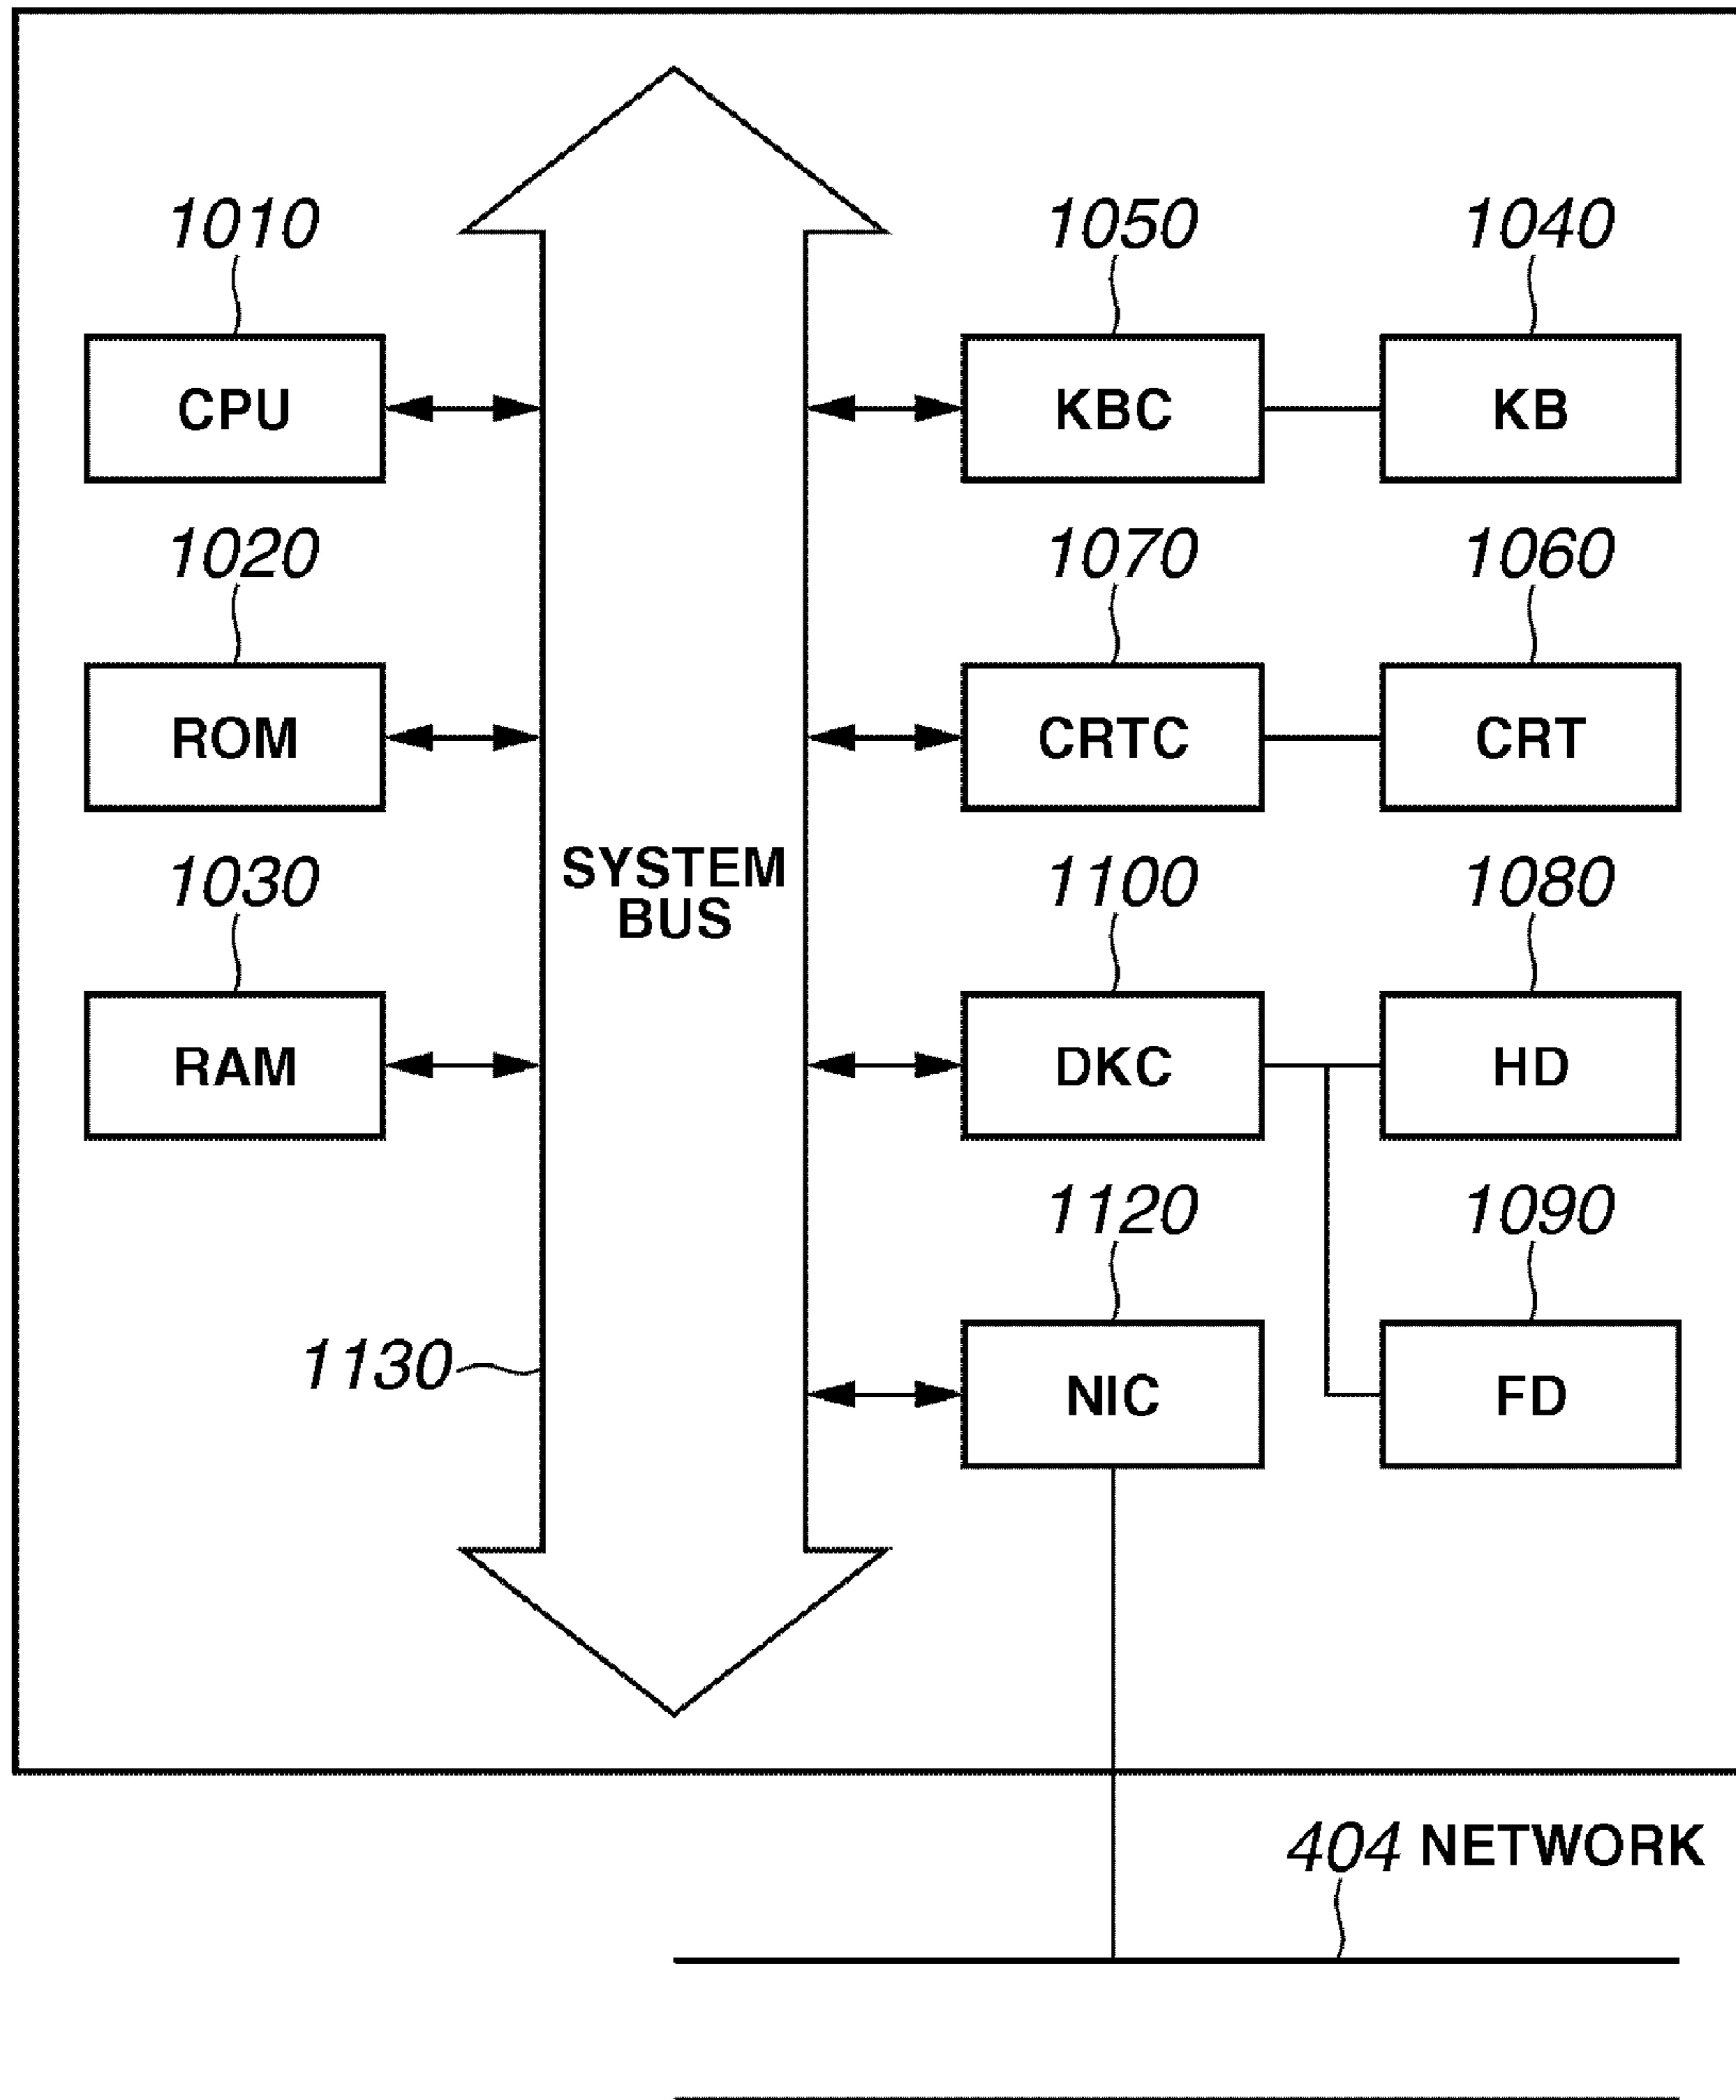 1010
1050
1040
CPU
KBC
KB
1020
1070
1060
ROM
CRTC
CRT
1030
SYSTEM
BUS
1100
1080
RAM
DKC
HD
1120
1090
1130
NIC
FD
404 NETWORK